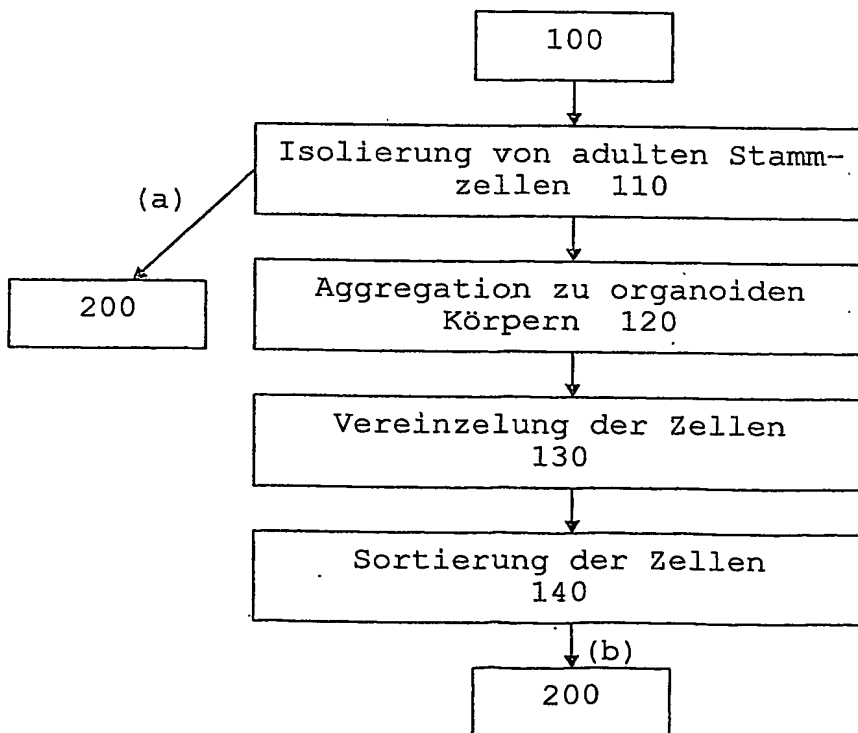 100
Isolierung von adulten Stamm-
zellen 110
(a)
200
Aggregation zu organoiden
Körpern 120
Vereinzelung der Zellen
130
Sortierung der Zellen
140
(b)
200